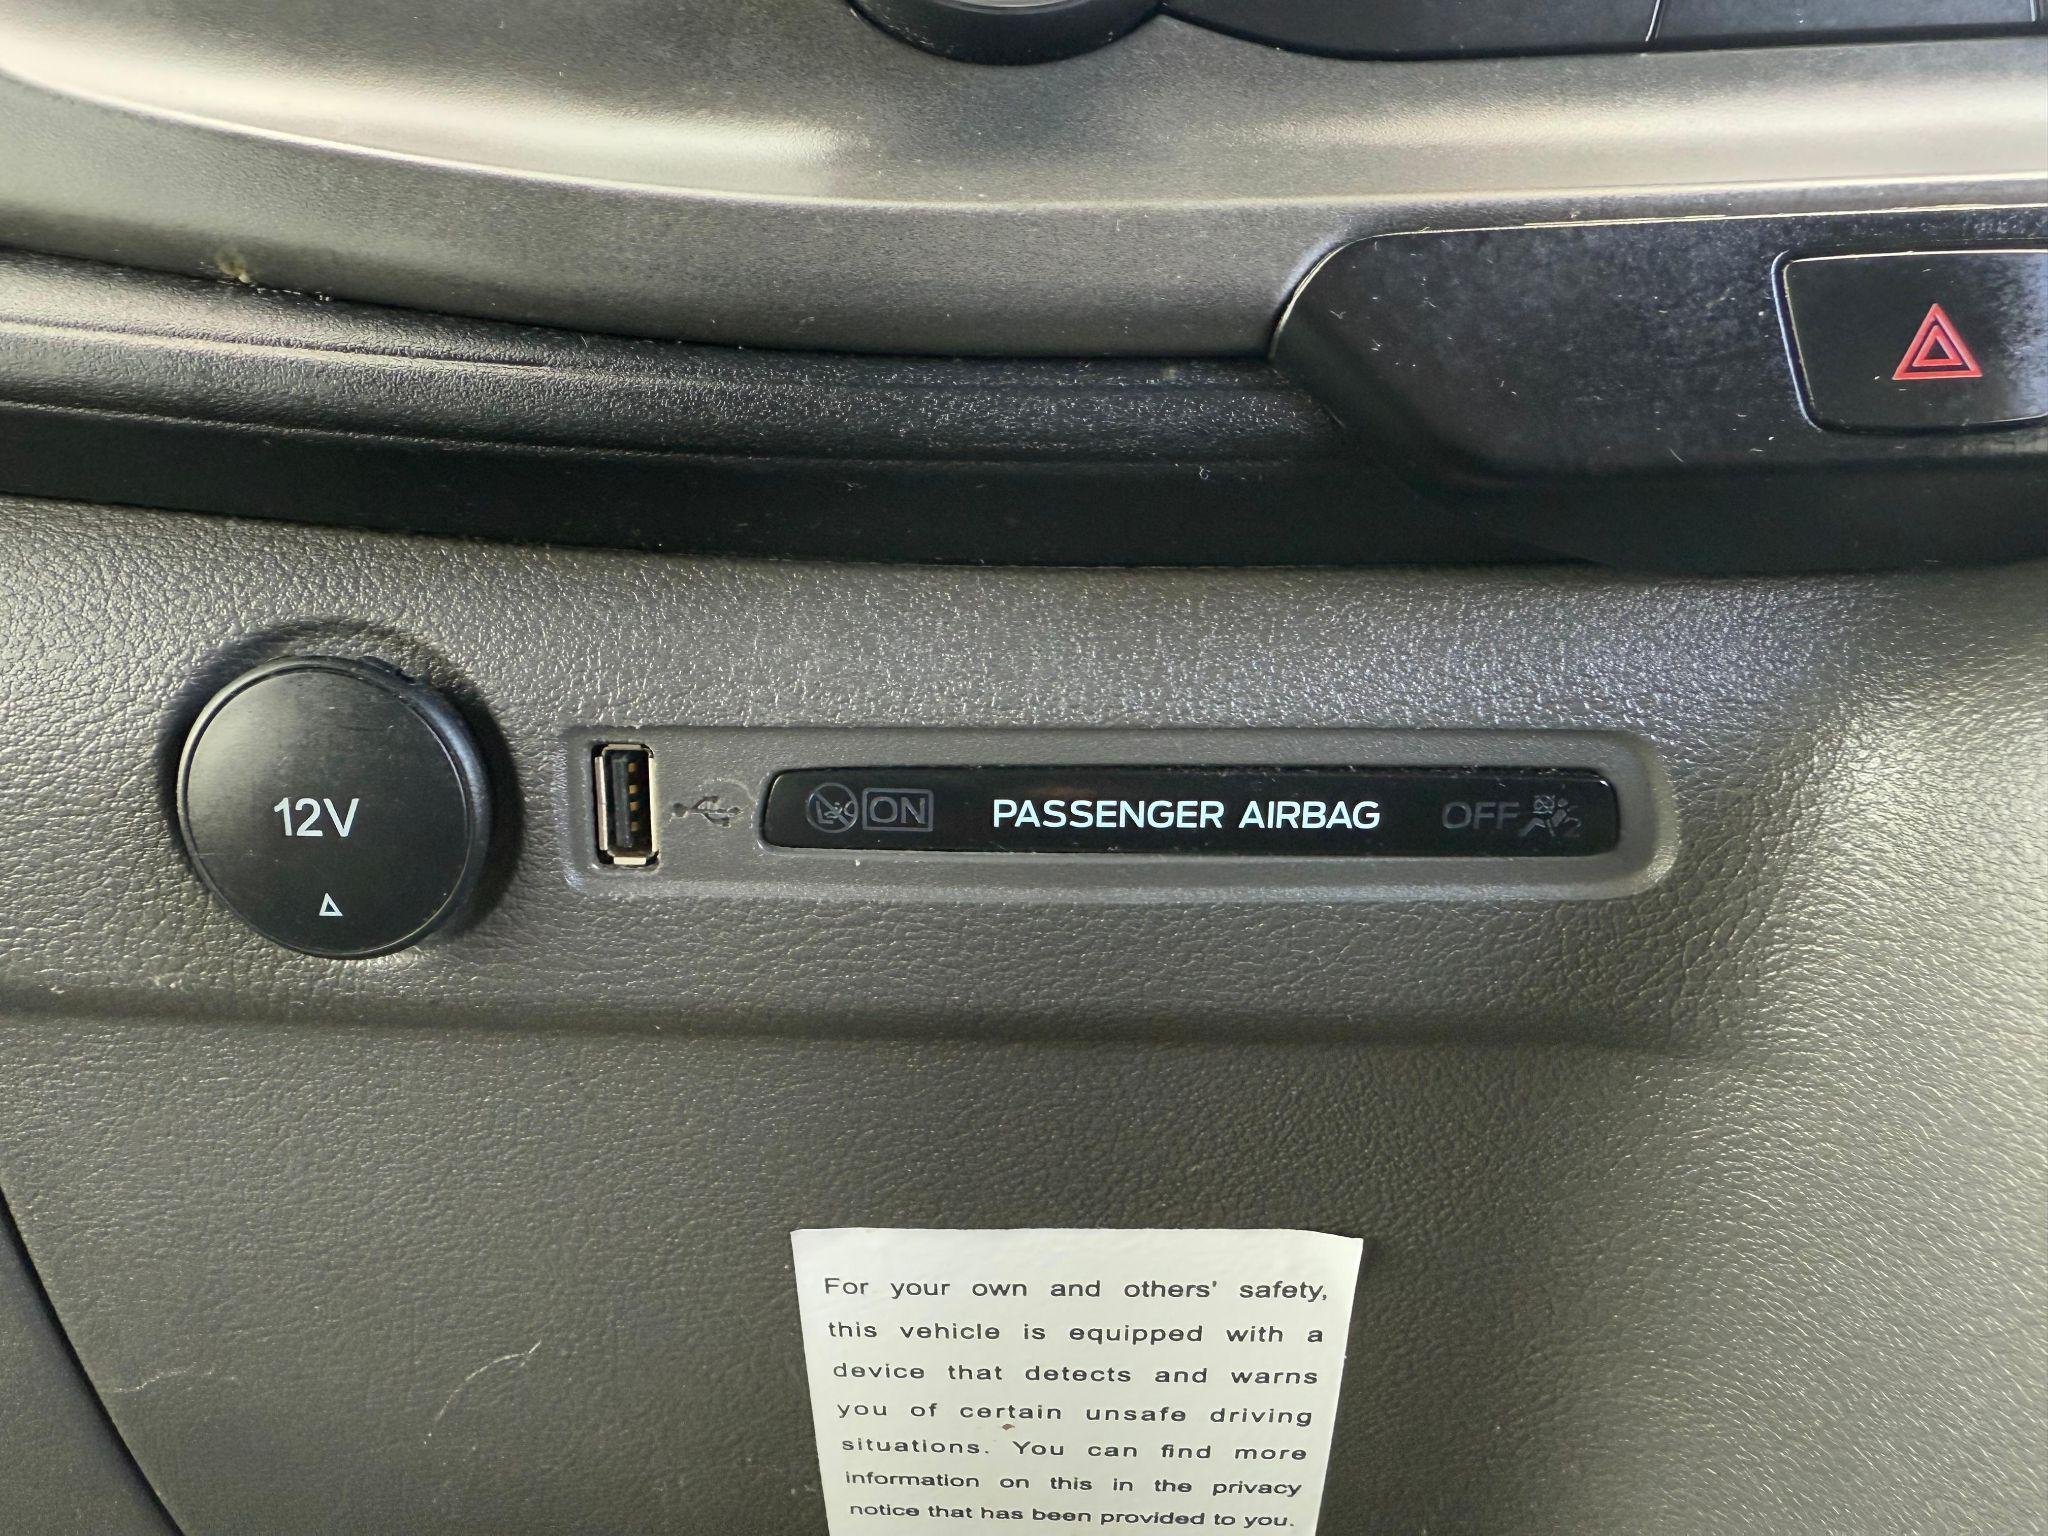 12V
ON PASSENGER AIRBAG OFF
For your own and others' safety,
this vehicle is equipped with a
device that detects and warns
you of certain unsafe driving
situations. You can find more
information on this in the privacy
notice that has been provided to you.